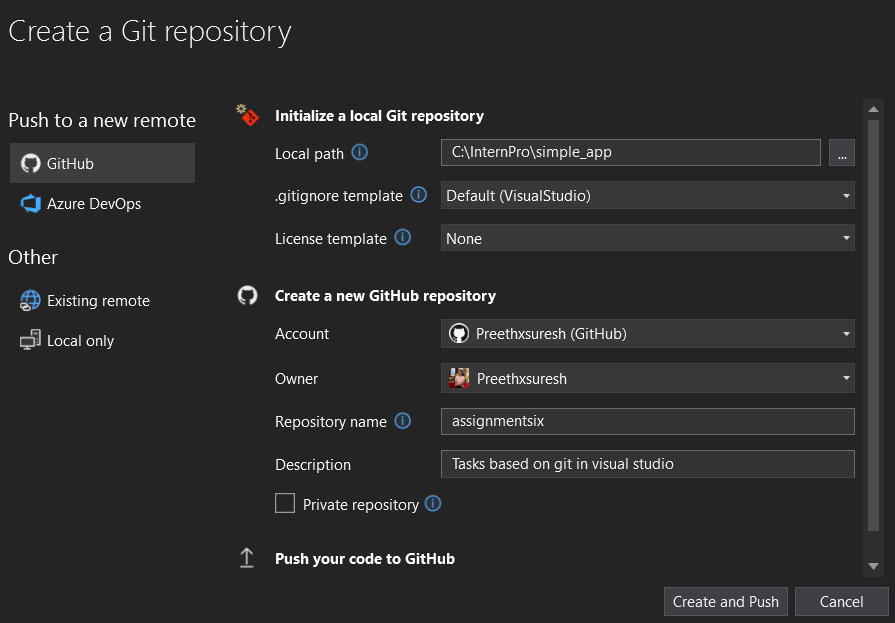 Create a Git repository
Push to a new remote
GitHub
Azure DevOps
Other
Existing remote
Local only
Initialize a local Git repository
Local path C:\InternPro\simple_app ...
.gitignore template Default (VisualStudio)
License template None
Create a new GitHub repository
Account Preethxsuresh (GitHub)
Owner Preethxsuresh
Repository name assignmentsix
Description Tasks based on git in visual studio
Private repository
Push your code to GitHub
Create and Push Cancel